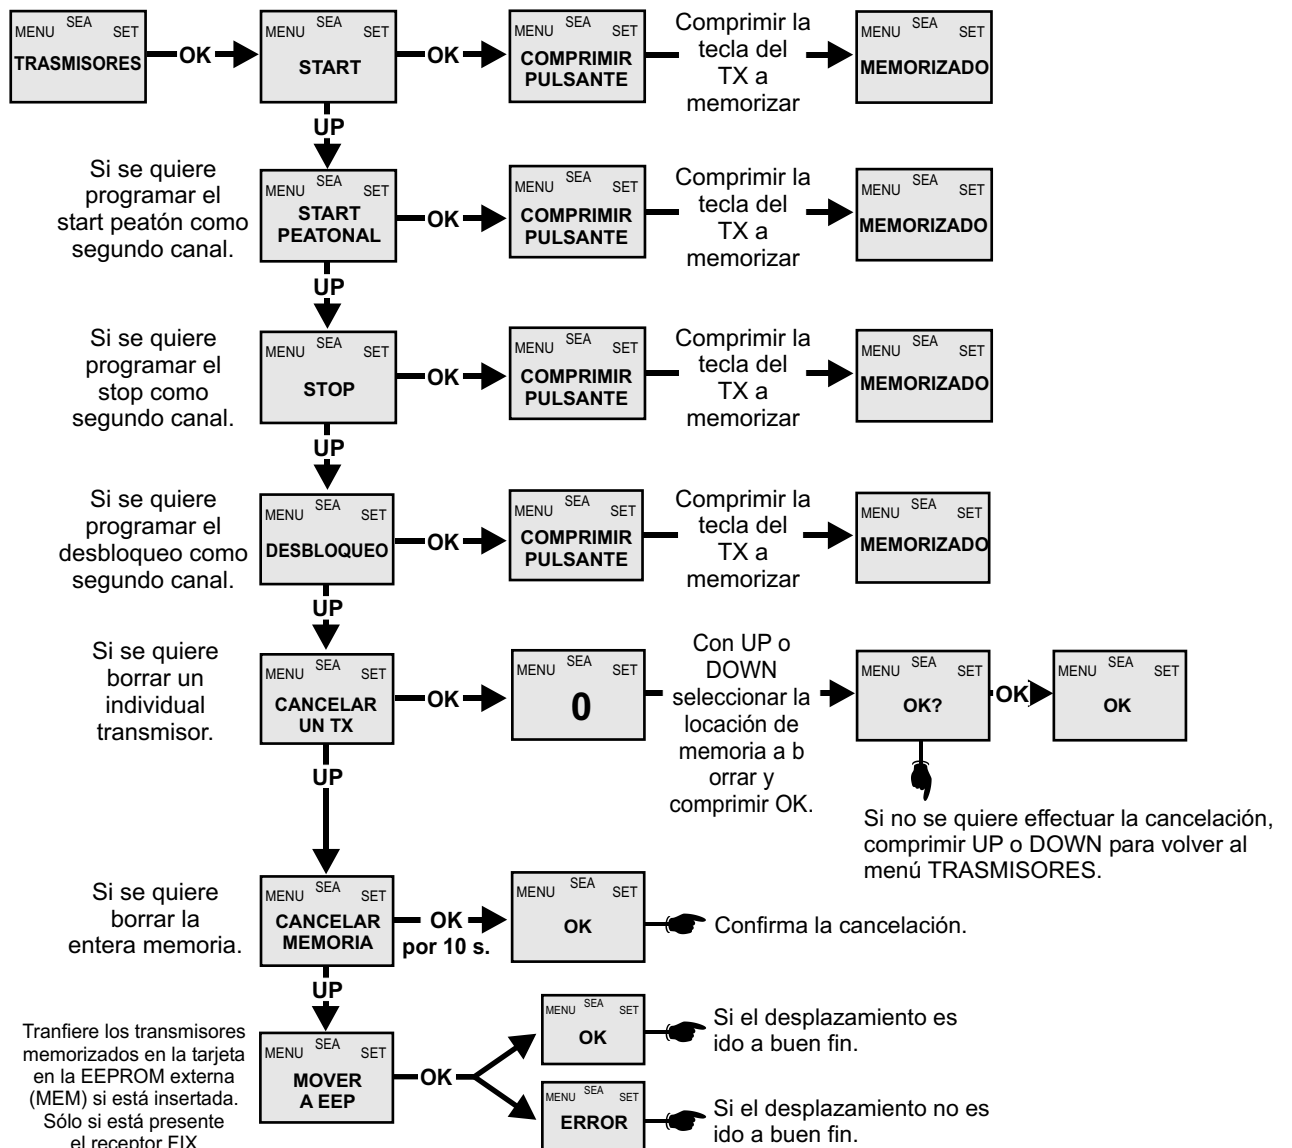 MENU SEA SET
TRASMISORES
OK
MENU SEA SET
START
OK
MENU SEA SET
COMPRIMIR
PULSANTE
Comprimir la
tecla del
TX a
memorizar
MENU SEA SET
MEMORIZADO
UP
Si se quiere
programar el
start peatón como
segundo canal.
MENU SEA SET
START
PEATONAL
OK
MENU SEA SET
COMPRIMIR
PULSANTE
Comprimir la
tecla del
TX a
memorizar
MENU SEA SET
MEMORIZADO
UP
Si se quiere
programar el
stop como
segundo canal.
MENU SEA SET
STOP
OK
MENU SEA SET
COMPRIMIR
PULSANTE
Comprimir la
tecla del
TX a
memorizar
MENU SEA SET
MEMORIZADO
UP
Si se quiere
programar el
desbloqueo como
segundo canal.
MENU SEA SET
DESBLOQUEO
OK
MENU SEA SET
COMPRIMIR
PULSANTE
Comprimir la
tecla del
TX a
memorizar
MENU SEA SET
MEMORIZADO
UP
Si se quiere
borrar un
individual
transmisor.
MENU SEA SET
CANCELAR
UN TX
OK
MENU SEA SET
0
Con UP o
DOWN
seleccionar la
locación de
memoria a b
orrar y
comprimir OK.
MENU SEA SET
OK?
OK
MENU SEA SET
OK
Si no se quiere effectuar la cancelación,
comprimir UP o DOWN para volver al
menú TRASMISORES.
UP
Si se quiere
borrar la
entera memoria.
MENU SEA SET
CANCELAR
MEMORIA
OK
por 10 s.
MENU SEA SET
OK
Confirma la cancelación.
UP
Tranfiere los transmisores
memorizados en la tarjeta
en la EEPROM externa
(MEM) si está insertada.
Sólo si está presente
el receptor FIX
MENU SEA SET
MOVER
A EEP
OK
MENU SEA SET
OK
Si el desplazamiento es
ido a buen fin.
MENU SEA SET
ERROR
Si el desplazamiento no es
ido a buen fin.